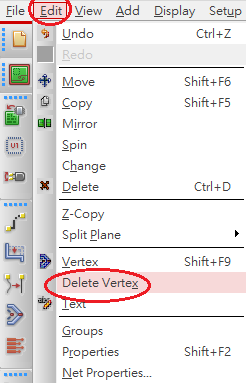 File Edit View Add Display Setup
Undo Ctrl+Z
Redo
Move Shift+F6
Copy Shift+F5
Mirror
Spin
Change
Delete Ctrl+D
Z-Copy
Split Plane
Vertex Shift+F9
Delete Vertex
Text
Groups
Properties Shift+F2
Net Properties...
U1